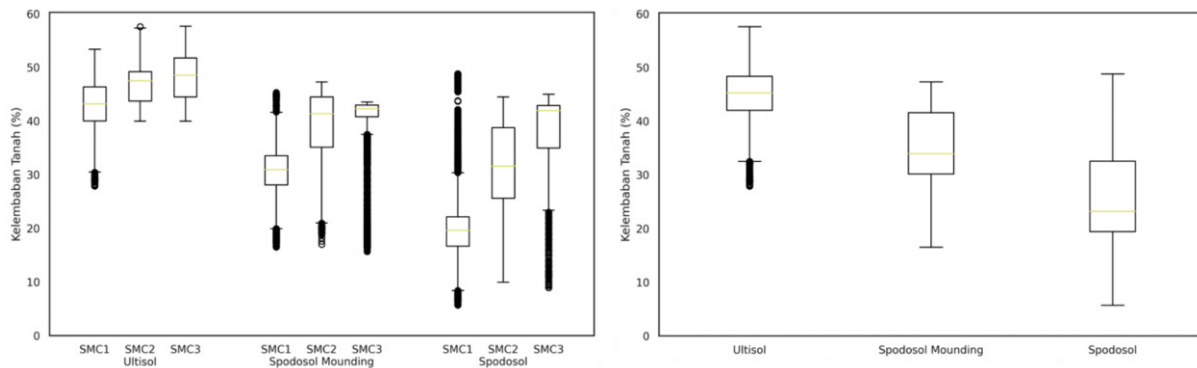 Kelembaban Tanah (%)
60
50
40
30
20
10
0
SMC1 SMC2 SMC3
Ultisol
SMC1 SMC2 SMC3
Spodosol Mounding
SMC1 SMC2 SMC3
Spodosol
Kelembaban Tanah (%)
60
50
40
30
20
10
0
Ultisol
Spodosol Mounding
Spodosol